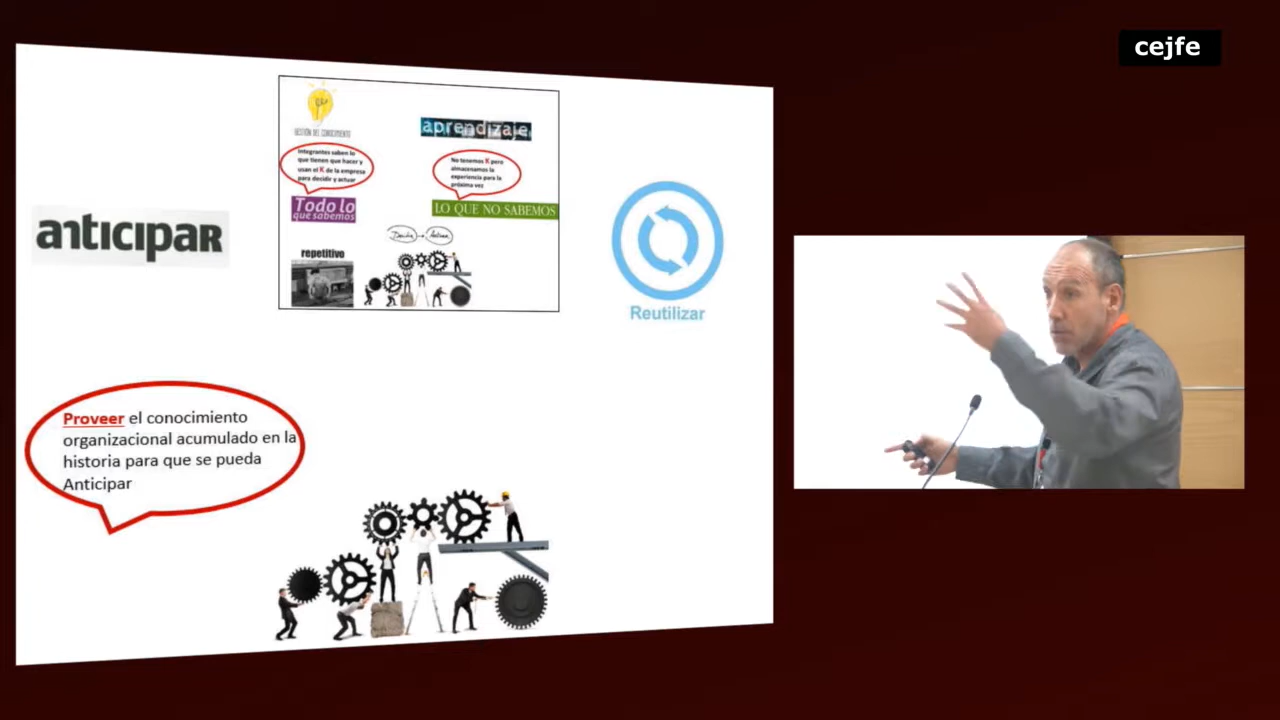 cejfe
GESTIÓN DEL CONOCIMIENTO
aprendizaje
Integrantes saben lo
que tienen que hacer y
usan el K de la empresa
para decidir y actuar
No tenemos K pero
almacenamos la
experiencia para la
próxima vez
Todo lo
que sabemos
LO QUE NO SABEMOS
Decidir
Actuar
repetitivo
anticipar
Reutilizar
Proveer el conocimiento
organizacional acumulado en la
historia para que se pueda
Anticipar